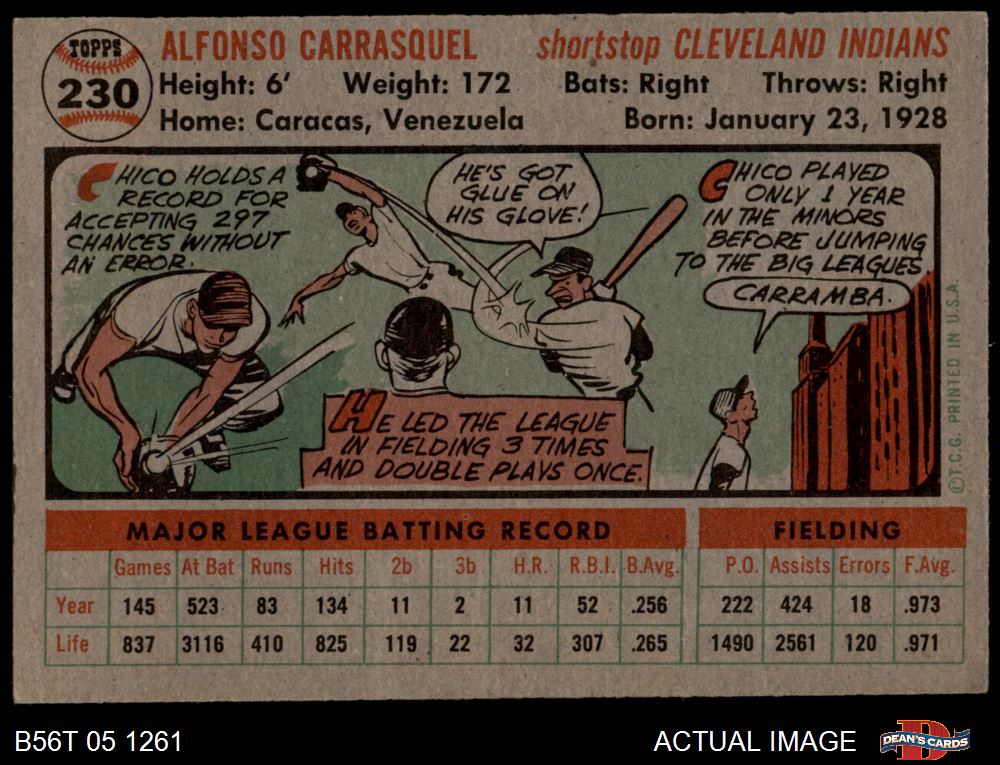 TOPPS
230
ALFONSO CARRASQUEL shortstop CLEVELAND INDIANS
Height: 6' Weight: 172 Bats: Right Throws: Right
Home: Caracas, Venezuela Born: January 23, 1928
CHICO HOLDS A
RECORD FOR
ACCEPTING 297
CHANCES WITHOUT
AN ERROR.
HE'S GOT
GLUE ON
HIS GLOVE!
HE LED THE LEAGUE
IN FIELDING 3 TIMES
AND DOUBLE PLAYS ONCE.
CHICO PLAYED
ONLY 1 YEAR
IN THE MINORS
BEFORE JUMPING
TO THE BIG LEAGUES
CARRAMBA.
©T.C.G. PRINTED IN U.S.A.
MAJOR LEAGUE BATTING RECORD FIELDING
Games At Bat Runs Hits 2b 3b H.R. R.B.I. B.Avg. P.O. Assists Errors F.Avg.
Year 145 523 83 134 11 2 11 52 .256 222 424 18 .973
Life 837 3116 410 825 119 22 32 307 .265 1490 2561 120 .971
B56T 05 1261 ACTUAL IMAGE DEAN'S CARDS